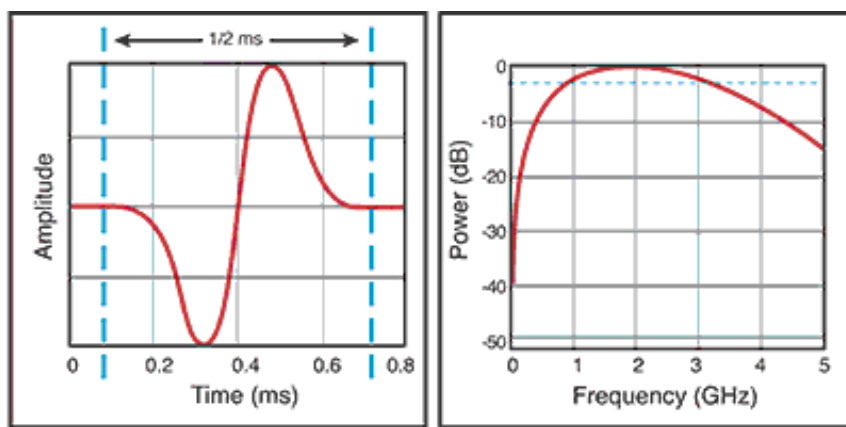 1/2 ms
Amplitude
0 0.2 0.4 0.6 0.8
Time (ms)
Power (dB)
0
-10
-20
-30
-40
-50
0 1 2 3 4 5
Frequency (GHz)